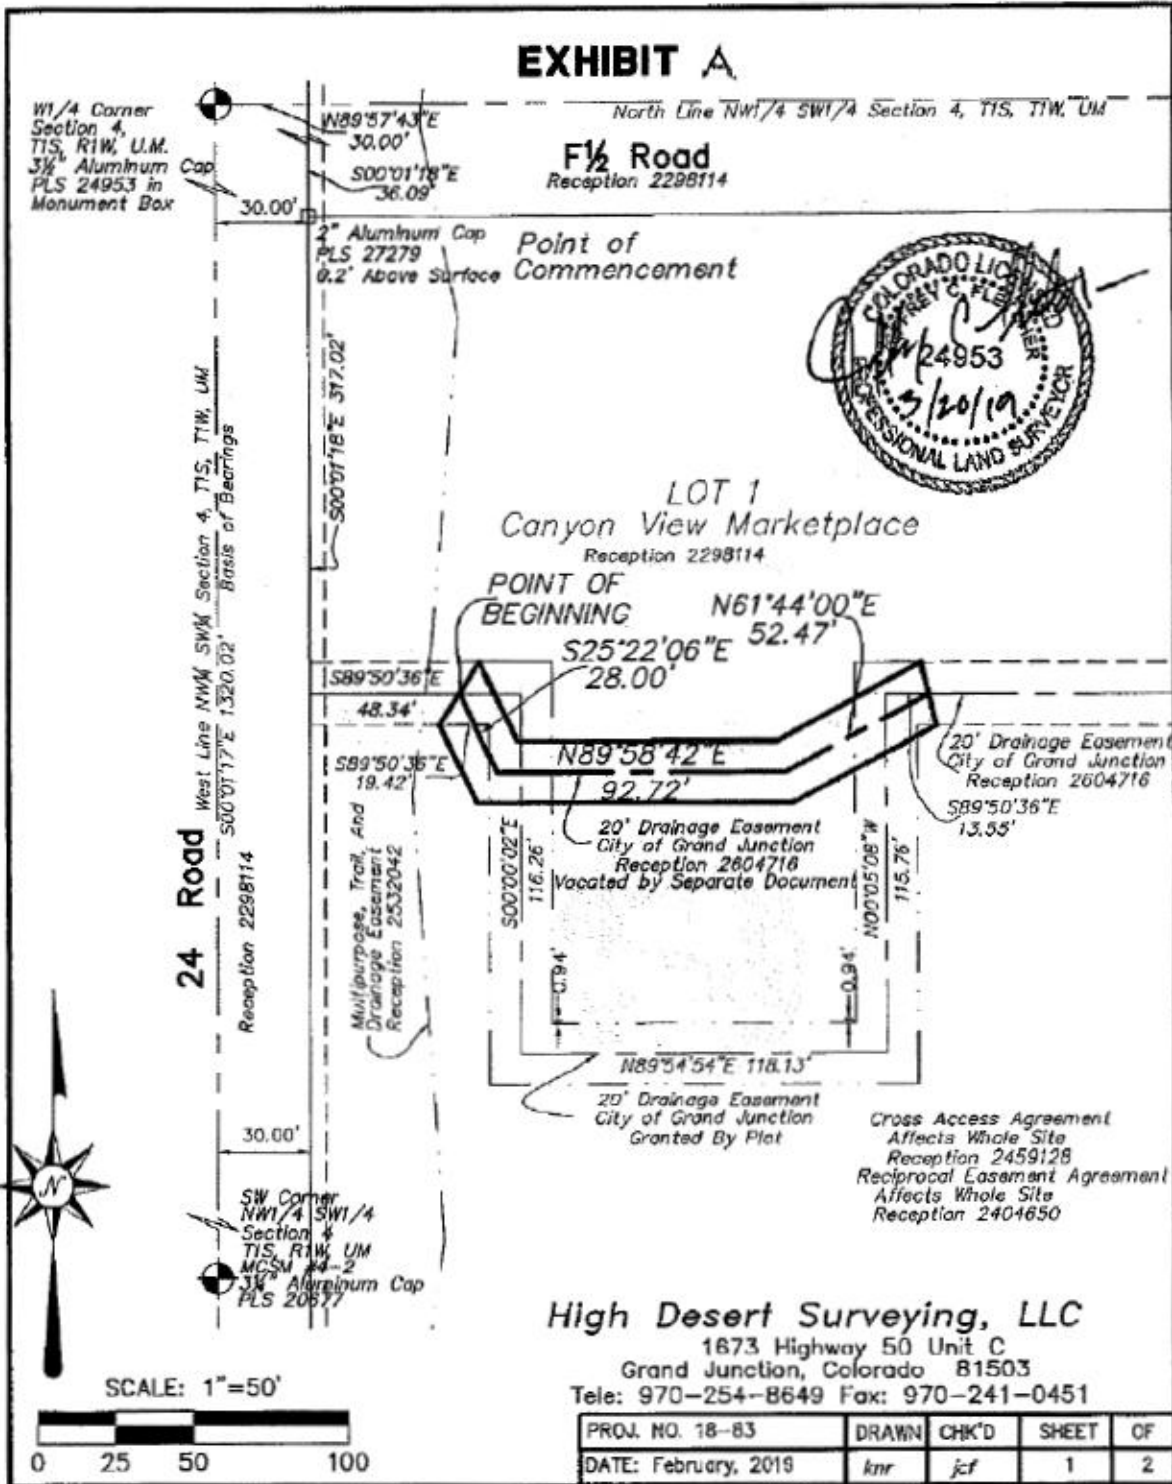 EXHIBIT A
W1/4 Corner
Section 4,
T1S, R1W, U.M.
3½" Aluminum Cap
PLS 24953 in
Monument Box
N89°57'43"E
30.00'
North Line NW1/4 SW1/4 Section 4, T1S, T1W, UM
F½ Road
Reception 2298114
S00°01'18"E
36.09'
30.00'
2" Aluminum Cap
PLS 27279
0.2' Above Surface
Point of
Commencement
COLORADO LICENSED
24953
3/20/19
PROFESSIONAL LAND SURVEYOR
S00°01'18"E 317.02'
West Line NW¼ SW¼ Section 4, T1S, T1W, UM
S00°01'17"E 1320.02'
Basis of Bearings
LOT 1
Canyon View Marketplace
Reception 2298114
POINT OF
BEGINNING
N61°44'00"E
52.47'
S25°22'06"E
28.00'
S89°50'36"E
48.34'
S89°50'36"E
19.42'
N89°58'42"E
92.72'
20' Drainage Easement
City of Grand Junction
Reception 2604716
S89°50'36"E
13.55'
20' Drainage Easement
City of Grand Junction
Reception 2604716
Vacated by Separate Document
24 Road
Reception 2298114
Multipurpose, Trail, And
Drainage Easement
Reception 2532042
S00°00'02"E
116.26'
N00°05'08"W
115.76'
0.94'
0.94'
N89°54'54"E 118.13'
20' Drainage Easement
City of Grand Junction
Granted By Plat
Cross Access Agreement
Affects Whole Site
Reception 2459128
Reciprocal Easement Agreement
Affects Whole Site
Reception 2404650
30.00'
N
SW Corner
NW1/4 SW1/4
Section 4
T1S, R1W, UM
MCSM #4-2
3¼" Aluminum Cap
PLS 20677
High Desert Surveying, LLC
1673 Highway 50 Unit C
Grand Junction, Colorado 81503
Tele: 970-254-8649 Fax: 970-241-0451
SCALE: 1"=50'
0 25 50 100
PROJ. NO. 18-83 DRAWN CHK'D SHEET OF
DATE: February, 2019 knr jcf 1 2